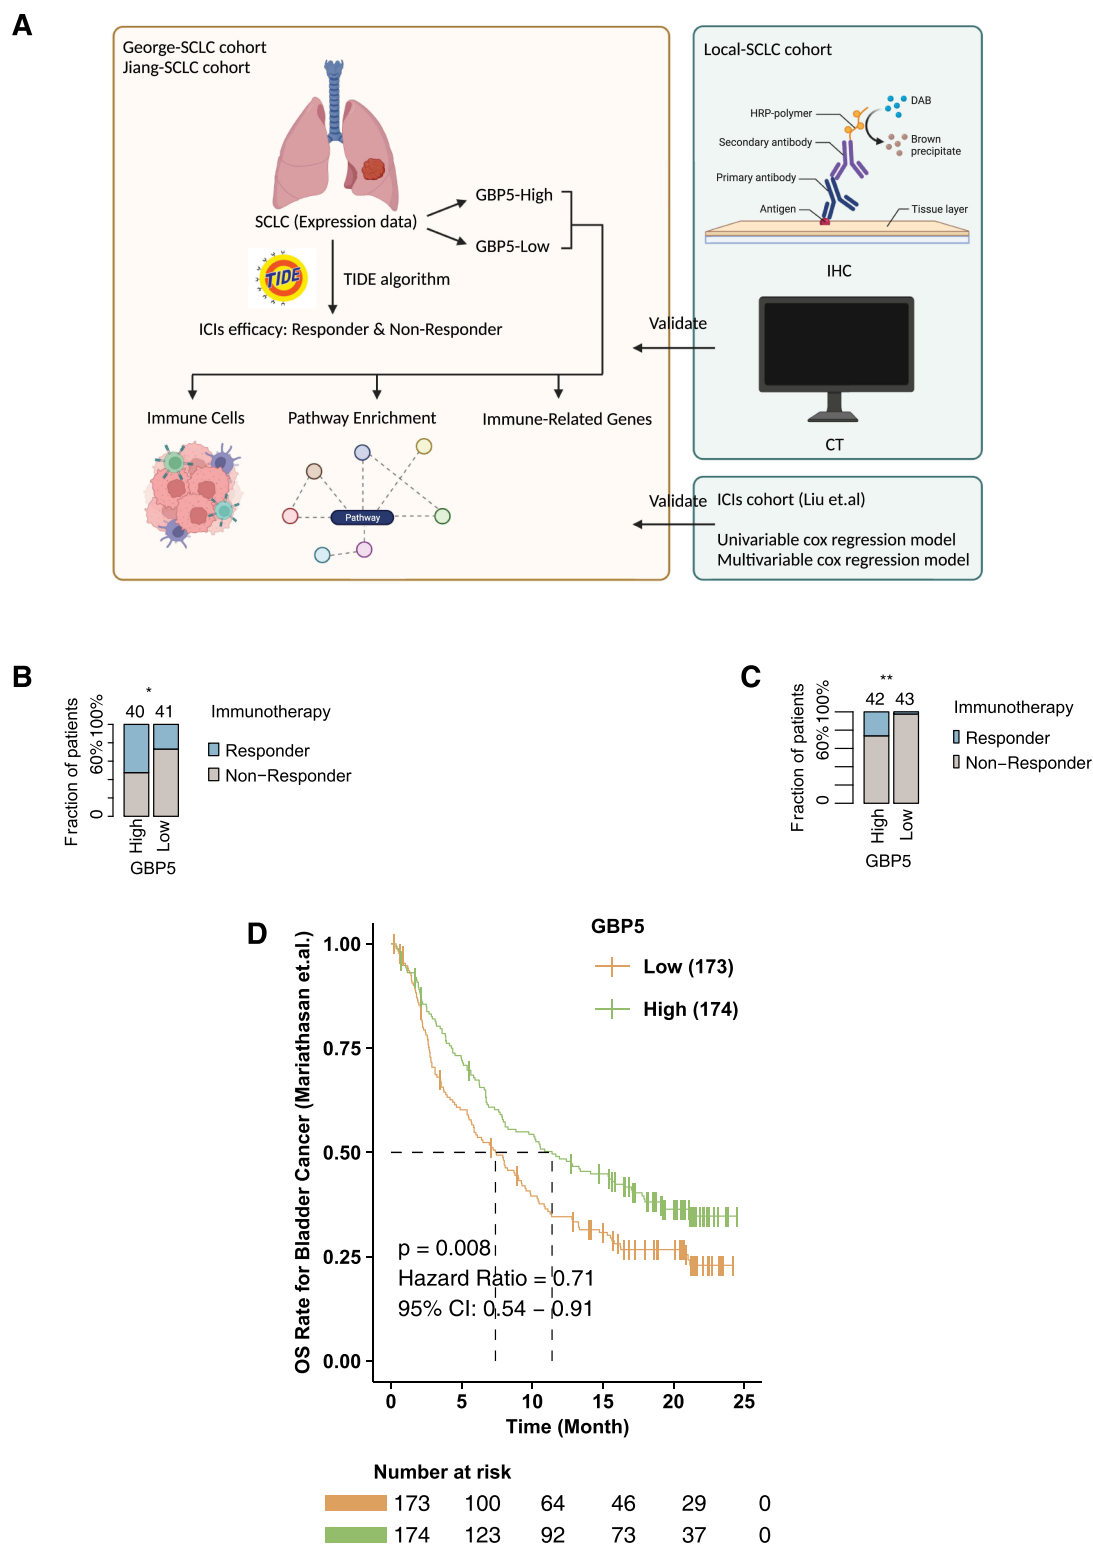 A
George-SCLC cohort
Jiang-SCLC cohort
SCLC (Expression data)
GBP5-High
GBP5-Low
TIDE
TIDE algorithm
ICIs efficacy: Responder & Non-Responder
Immune Cells
Pathway Enrichment
Immune-Related Genes
Pathway
Local-SCLC cohort
DAB
HRP-polymer
Brown
precipitate
Secondary antibody
Primary antibody
Antigen
Tissue layer
IHC
Validate
CT
Validate
ICIs cohort (Liu et.al)
Univariable cox regression model
Multivariable cox regression model
B
*
40 41
Fraction of patients
0 60% 100%
High
Low
GBP5
Immunotherapy
Responder
Non-Responder
C
**
42 43
Fraction of patients
0 60% 100%
High
Low
GBP5
Immunotherapy
Responder
Non-Responder
D
GBP5
Low (173)
High (174)
OS Rate for Bladder Cancer (Mariathasan et.al.)
1.00
0.75
0.50
0.25
0.00
p = 0.008
Hazard Ratio = 0.71
95% CI: 0.54 – 0.91
0 5 10 15 20 25
Time (Month)
Number at risk
173 100 64 46 29 0
174 123 92 73 37 0